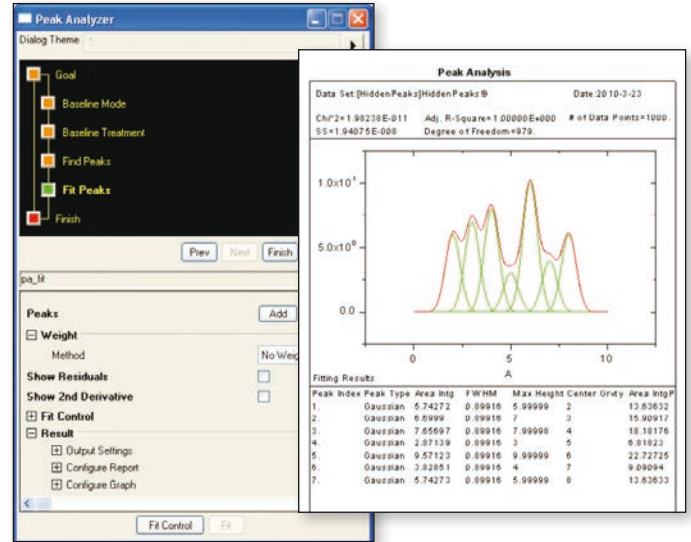 Peak Analyzer
Dialog Theme *
Goal
Baseline Mode
Baseline Treatment
Find Peaks
Fit Peaks
Finish
Prev Next Finish
pa_fit
Peaks Add
Weight
Method No Weig
Show Residuals
Show 2nd Derivative
Fit Control
Result
Output Settings
Configure Report
Configure Graph
Fit Control Fit
Peak Analysis
Data Set:[HiddenPeaks]Hidden Peaks! Date:2010-3-23
Chi^2=1.98238E-011 Adj. R-Square=1.00000E+000 # of Data Points=1000.
SS=1.94075E-008 Degree of Freedom=979.
1.0x10¹
5.0x10⁰
0.0
0 5 10
A
Fitting Results
Peak Index Peak Type Area Intg FWHM Max Height Center Grvty Area IntgP
1. Gaussian 5.74272 0.89916 5.99999 2 13.63632
2. Gaussian 6.6999 0.89916 7 3 15.90917
3. Gaussian 7.65697 0.89916 7.99998 4 18.18176
4. Gaussian 2.87139 0.89916 3 5 6.81823
5. Gaussian 9.57123 0.89916 9.99999 6 22.72725
6. Gaussian 3.82851 0.89916 4 7 9.09094
7. Gaussian 5.74273 0.89916 5.99999 8 13.63633